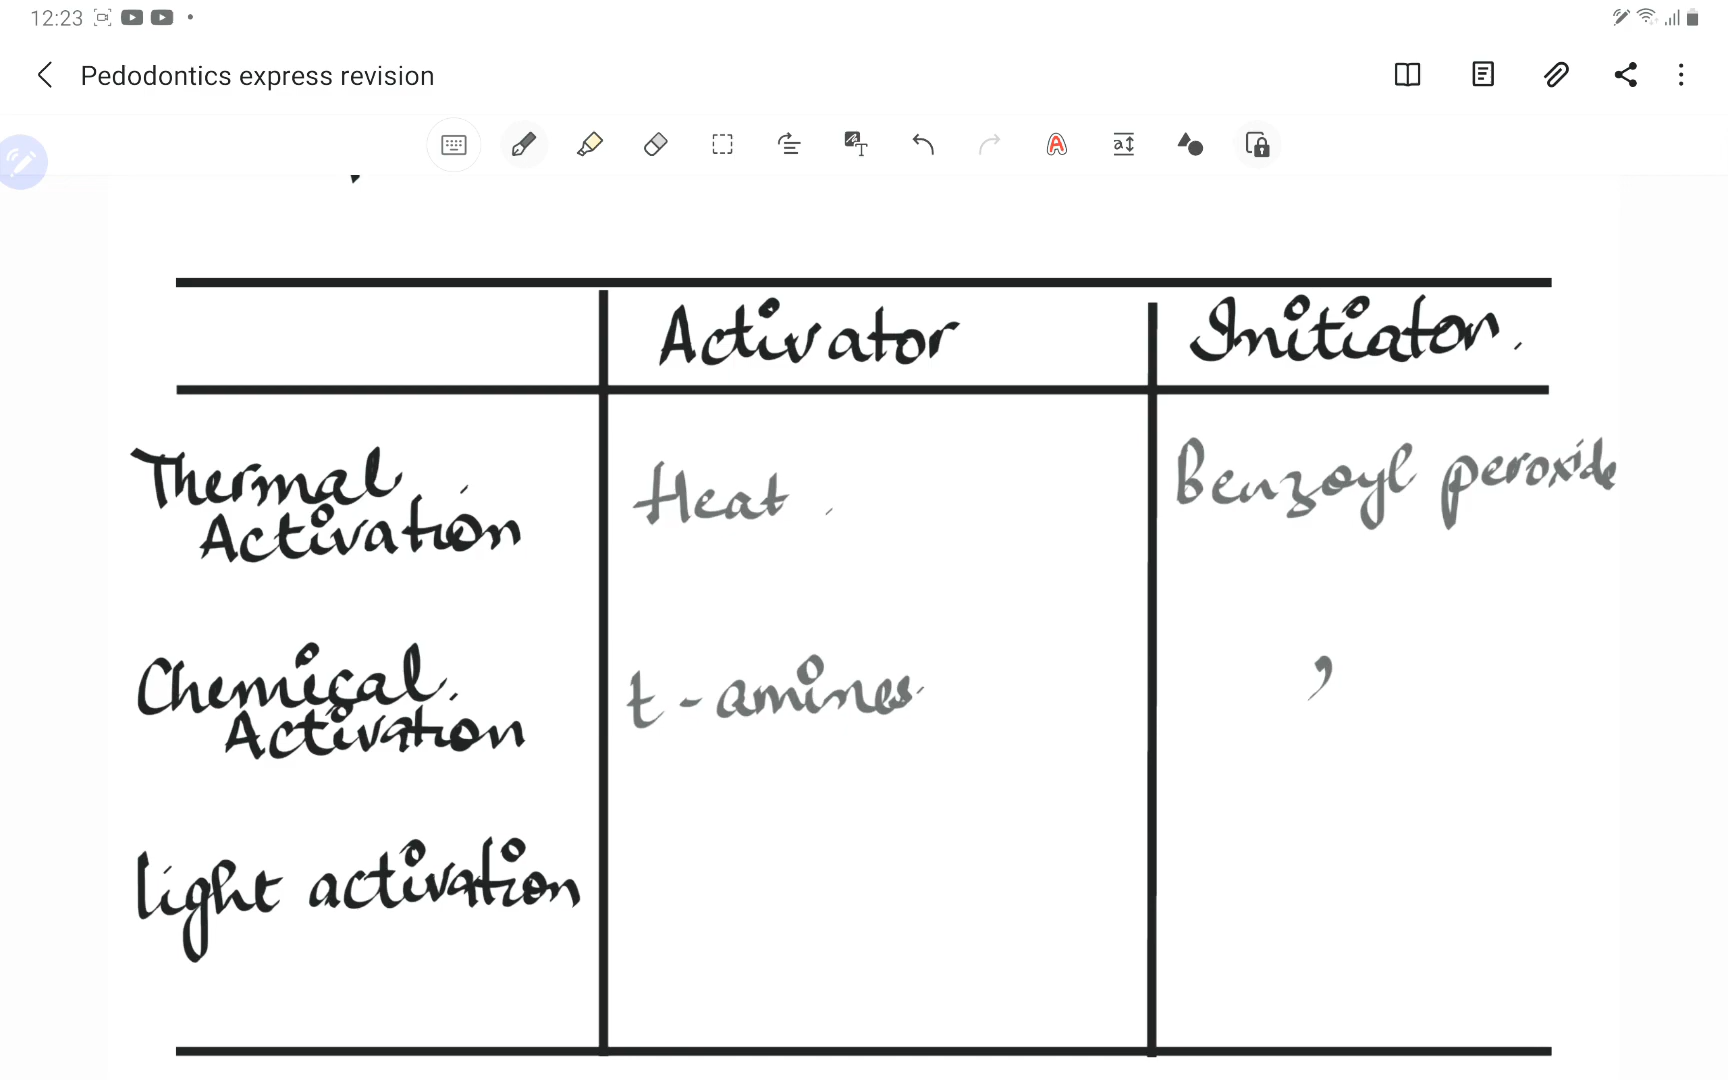 12:23
Pedodontics express revision
Activator Initiator.
Thermal Activation Heat. Benzoyl peroxide
Chemical. Activation t-amines. ,
light activation